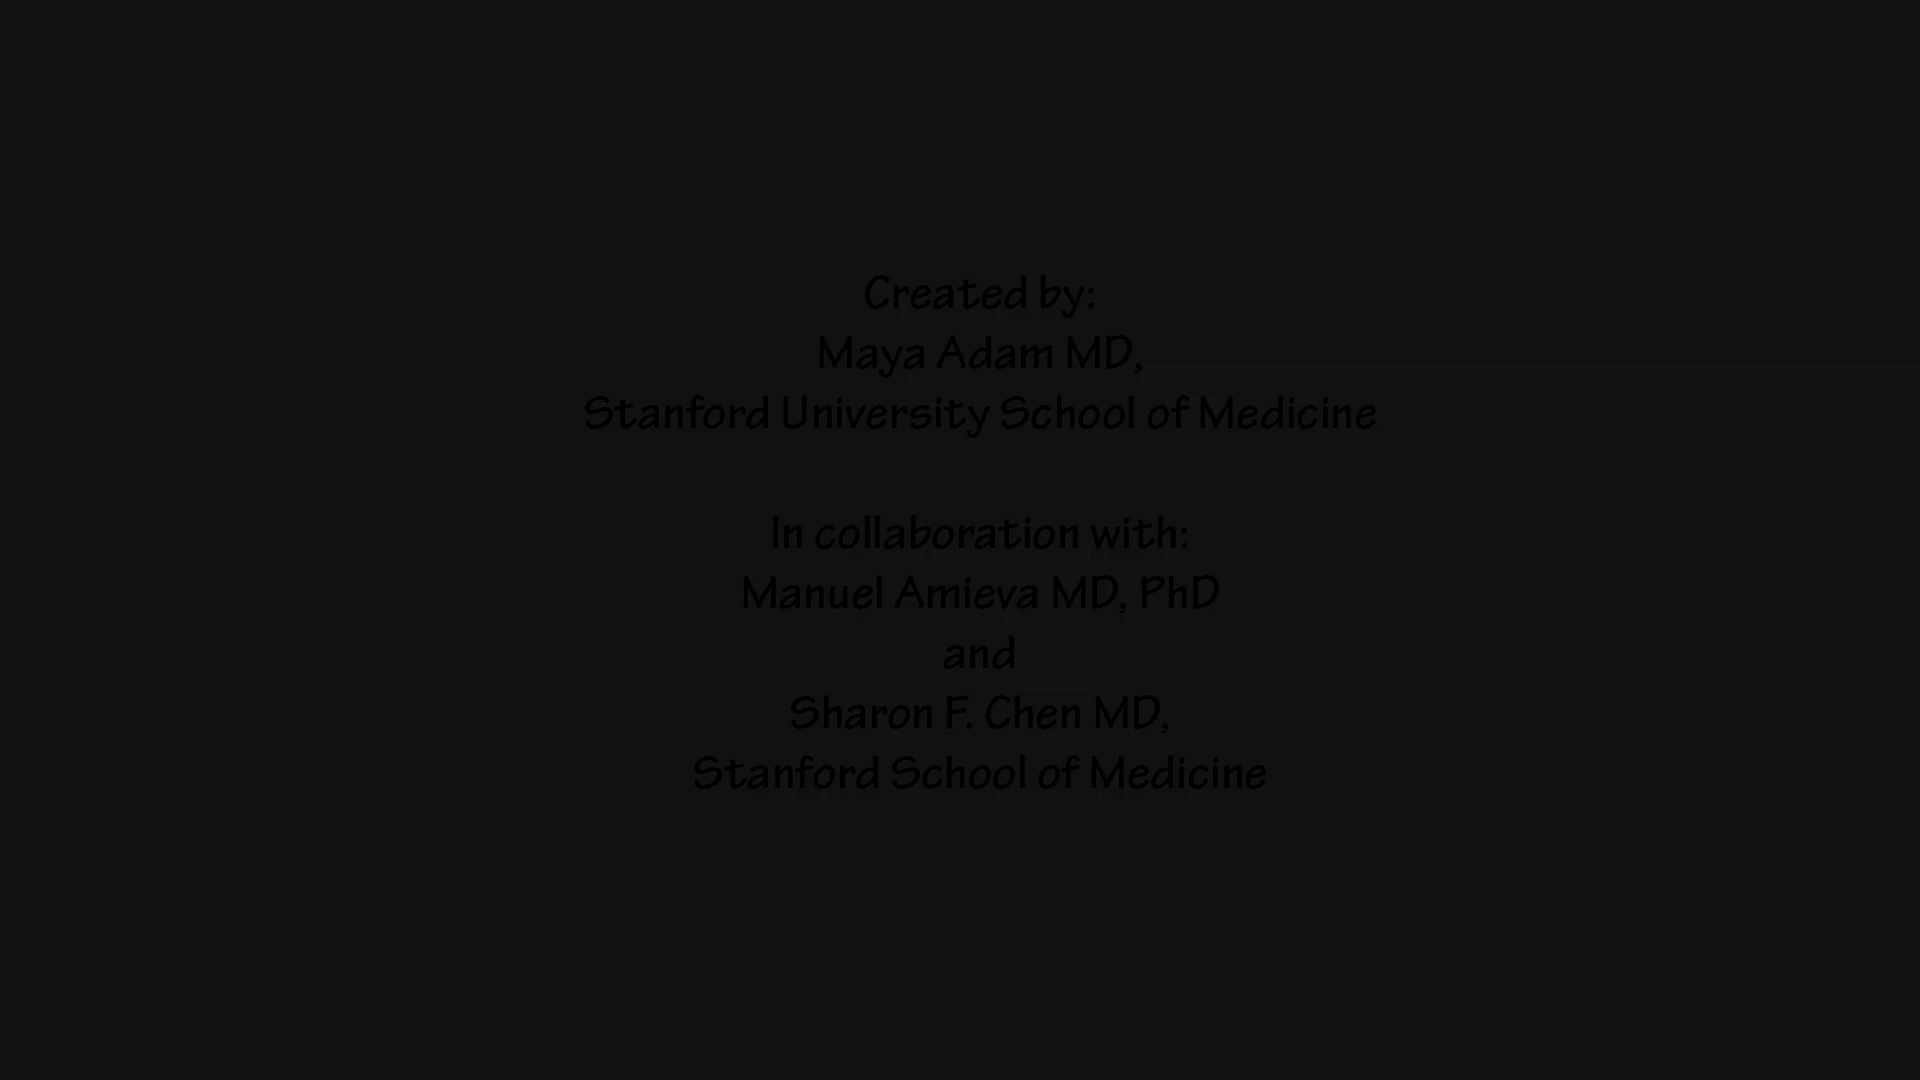 Created by:
Maya Adam MD,
Stanford University School of Medicine
In collaboration with:
Manuel Amieva MD, PhD
and
Sharon F. Chen MD,
Stanford School of Medicine